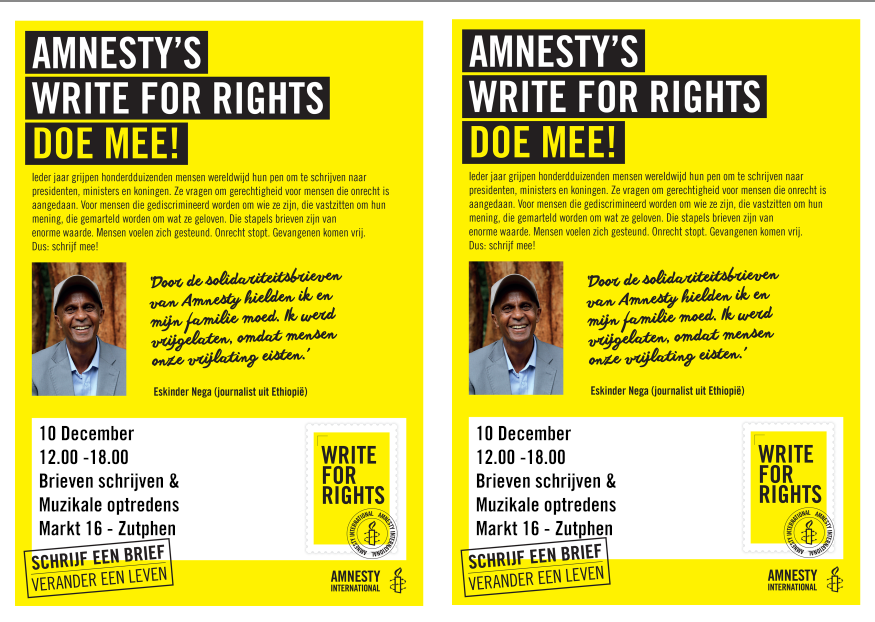 AMNESTY'S
WRITE FOR RIGHTS
DOE MEE!
Ieder jaar grijpen honderdduizenden mensen wereldwijd hun pen om te schrijven naar
presidenten, ministers en koningen. Ze vragen om gerechtigheid voor mensen die onrecht is
aangedaan. Voor mensen die gediscrimineerd worden om wie ze zijn, die vastzitten om hun
mening, die gemarteld worden om wat ze geloven. Die stapels brieven zijn van
enorme waarde. Mensen voelen zich gesteund. Onrecht stopt. Gevangenen komen vrij.
Dus: schrijf mee!
'Door de solidariteitsbrieven
van Amnesty hielden ik en
mijn familie moed. Ik werd
vrijgelaten, omdat mensen
onze vrijlating eisten.'
Eskinder Nega (journalist uit Ethiopië)
10 December
12.00 -18.00
Brieven schrijven &
Muzikale optredens
Markt 16 - Zutphen
WRITE
FOR
RIGHTS
AMNESTY INTERNATIONAL AMNESTY INTERNATIONAL
SCHRIJF EEN BRIEF
VERANDER EEN LEVEN
AMNESTY
INTERNATIONAL
AMNESTY'S
WRITE FOR RIGHTS
DOE MEE!
Ieder jaar grijpen honderdduizenden mensen wereldwijd hun pen om te schrijven naar
presidenten, ministers en koningen. Ze vragen om gerechtigheid voor mensen die onrecht is
aangedaan. Voor mensen die gediscrimineerd worden om wie ze zijn, die vastzitten om hun
mening, die gemarteld worden om wat ze geloven. Die stapels brieven zijn van
enorme waarde. Mensen voelen zich gesteund. Onrecht stopt. Gevangenen komen vrij.
Dus: schrijf mee!
'Door de solidariteitsbrieven
van Amnesty hielden ik en
mijn familie moed. Ik werd
vrijgelaten, omdat mensen
onze vrijlating eisten.'
Eskinder Nega (journalist uit Ethiopië)
10 December
12.00 -18.00
Brieven schrijven &
Muzikale optredens
Markt 16 - Zutphen
WRITE
FOR
RIGHTS
AMNESTY INTERNATIONAL AMNESTY INTERNATIONAL
SCHRIJF EEN BRIEF
VERANDER EEN LEVEN
AMNESTY
INTERNATIONAL